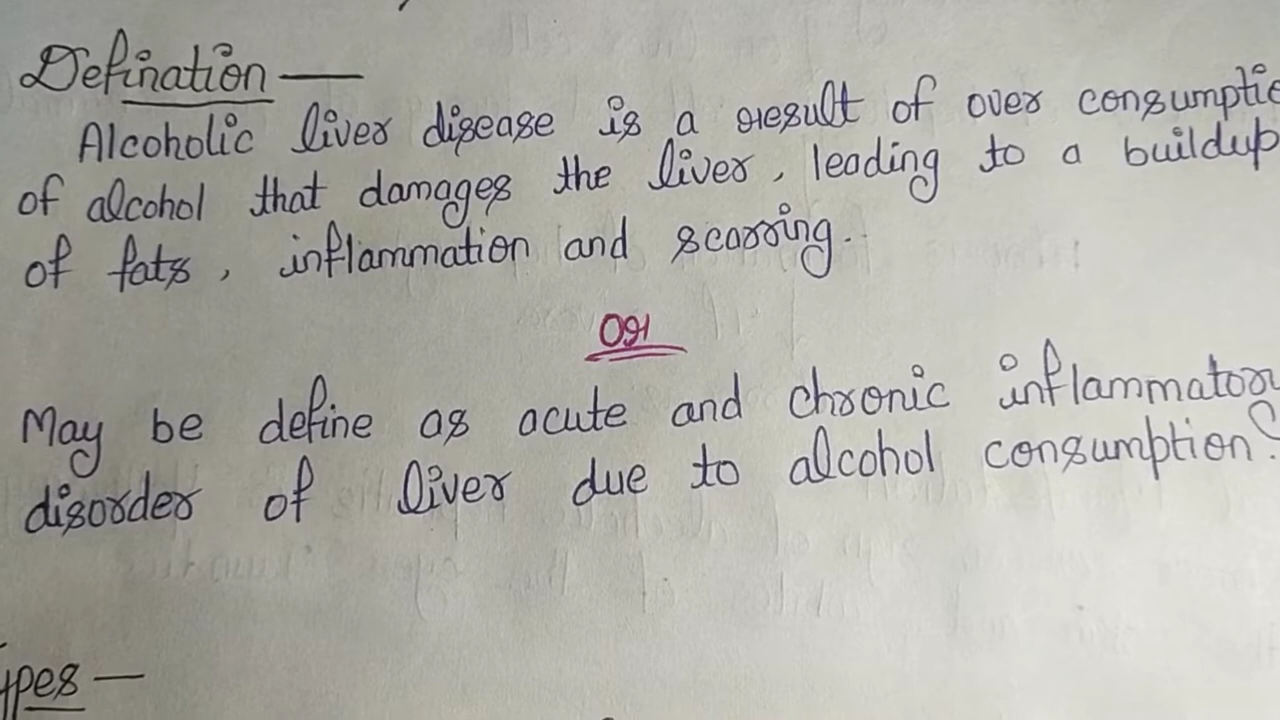 Defination —
Alcoholic liver disease is a result of over consumptio
of alcohol that damages the liver, leading to a buildup
of fats, inflammation and scarring.
OR
May be define as acute and chronic inflammatory
disorder of liver due to alcohol consumption.
ypes —